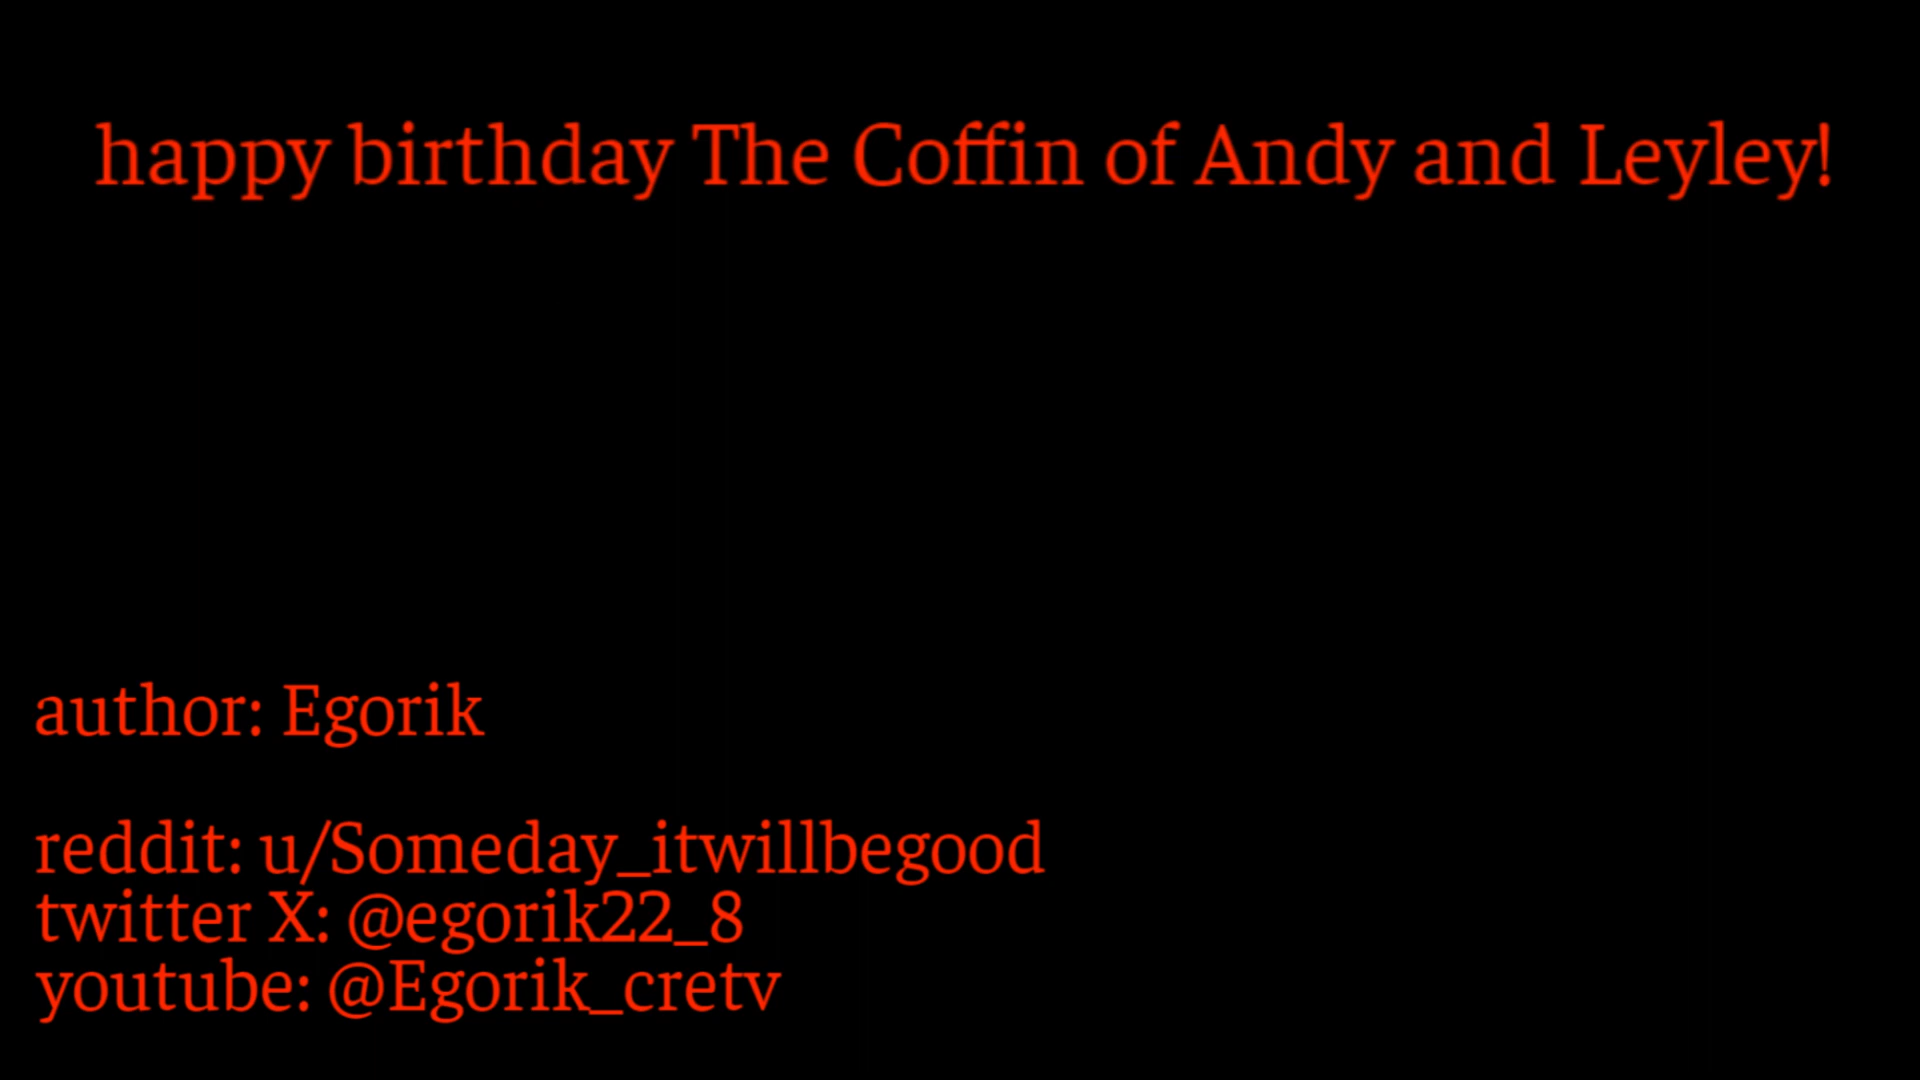 happy birthday The Coffin of Andy and Leyley!
author: Egorik
reddit: u/Someday_itwillbegood
twitter X: @egorik22_8
youtube: @Egorik_cretv